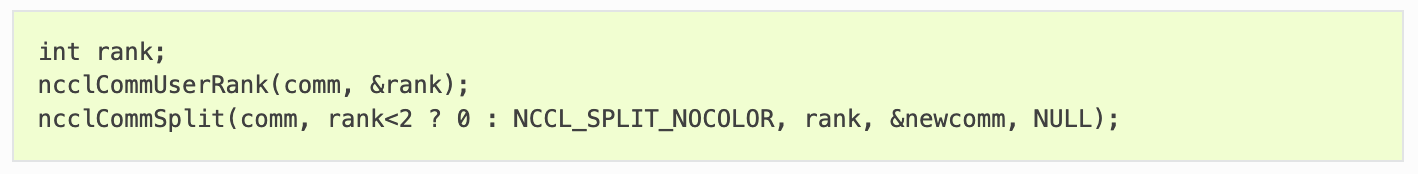 int rank;
ncclCommUserRank(comm, &rank);
ncclCommSplit(comm, rank<2 ? 0 : NCCL_SPLIT_NOCOLOR, rank, &newcomm, NULL);